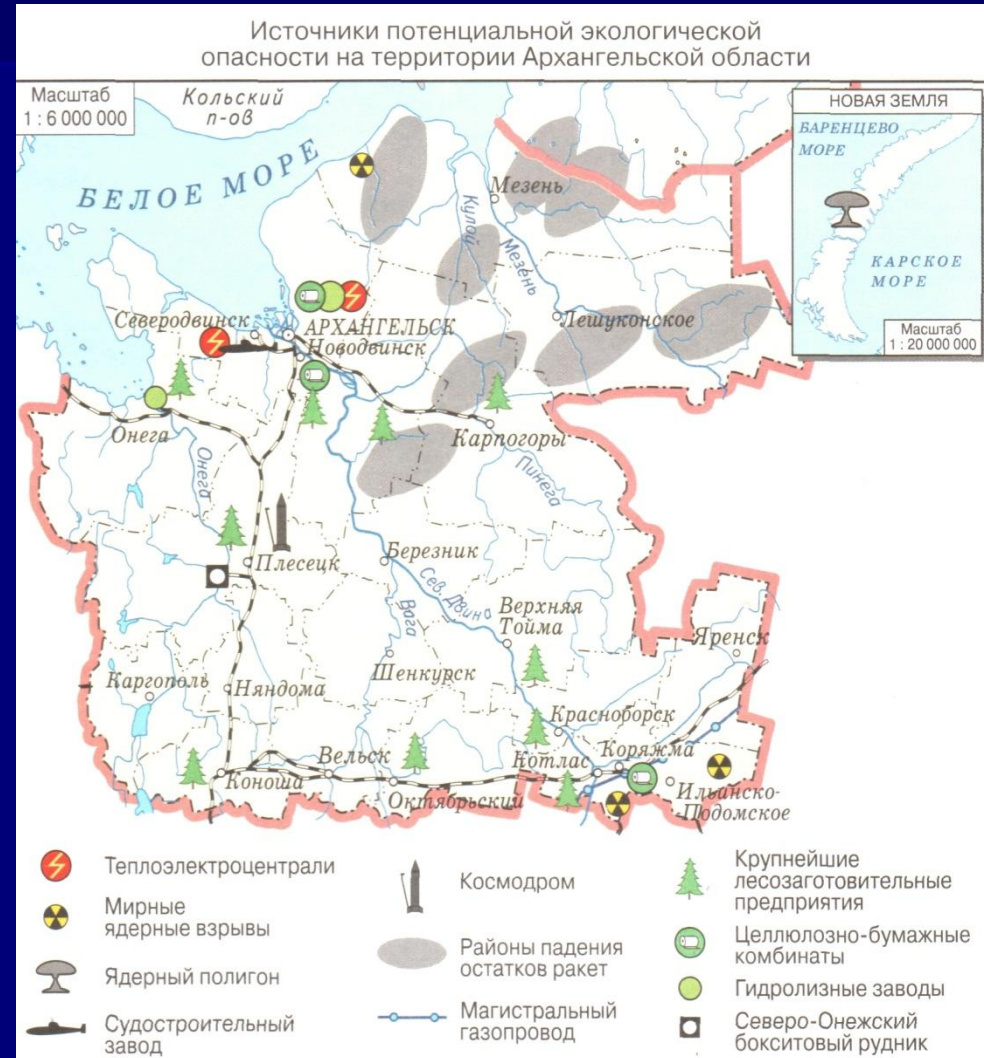 Источники потенциальной экологической
опасности на территории Архангельской области
Масштаб
1 : 6 000 000
Кольский
п-ов
НОВАЯ ЗЕМЛЯ
БАРЕНЦЕВО
МОРЕ
КАРСКОЕ
МОРЕ
Масштаб
1 : 20 000 000
БЕЛОЕ МОРЕ
Мезень
Кулой
Мезень
Лешуконское
Северодвинск
АРХАНГЕЛЬСК
Новодвинск
Онега
Онега
Карпогоры
Пинега
Плесецк
Березник
Сев. Двина
Вага
Верхняя
Тойма
Яренск
Шенкурск
Каргополь
Няндома
Красноборск
Коряжма
Вельск
Котлас
Коноша
Октябрьский
Ильинско-
-Подомское
Теплоэлектроцентрали
Мирные
ядерные взрывы
Ядерный полигон
Судостроительный
завод
Космодром
Районы падения
остатков ракет
Магистральный
газопровод
Крупнейшие
лесозаготовительные
предприятия
Целлюлозно-бумажные
комбинаты
Гидролизные заводы
Северо-Онежский
бокситовый рудник